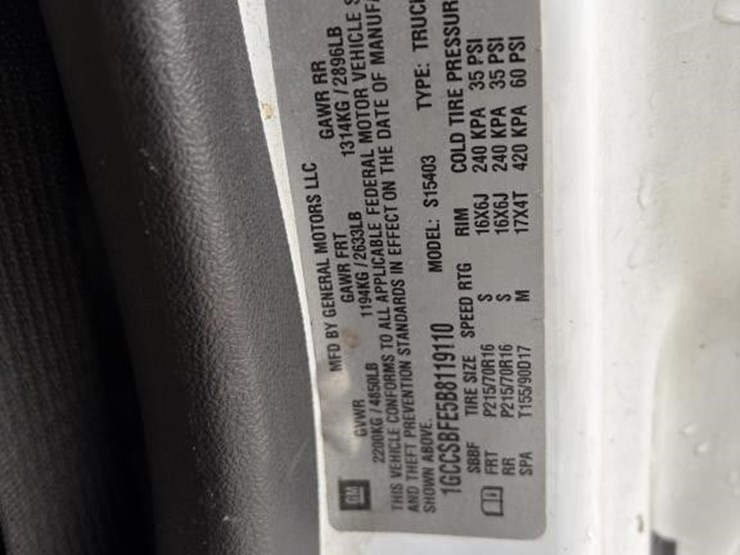 GM
MFD BY GENERAL MOTORS LLC
GVWR GAWR FRT GAWR RR
2200KG / 4850LB 1194KG / 2633LB 1314KG / 2896LB
THIS VEHICLE CONFORMS TO ALL APPLICABLE FEDERAL MOTOR VEHICLE
AND THEFT PREVENTION STANDARDS IN EFFECT ON THE DATE OF
SHOWN ABOVE.
1GCCSBFE5B8119110 MODEL: S15403 TYPE:
SBBF TIRE SIZE SPEED RTG RIM COLD TIRE
FRT P215/70R16 S 16X6J 240 KPA 35 PSI
RR P215/70R16 S 16X6J 240 KPA 35 PSI
SPA T155/90D17 M 17X4T 420 KPA 60 PSI